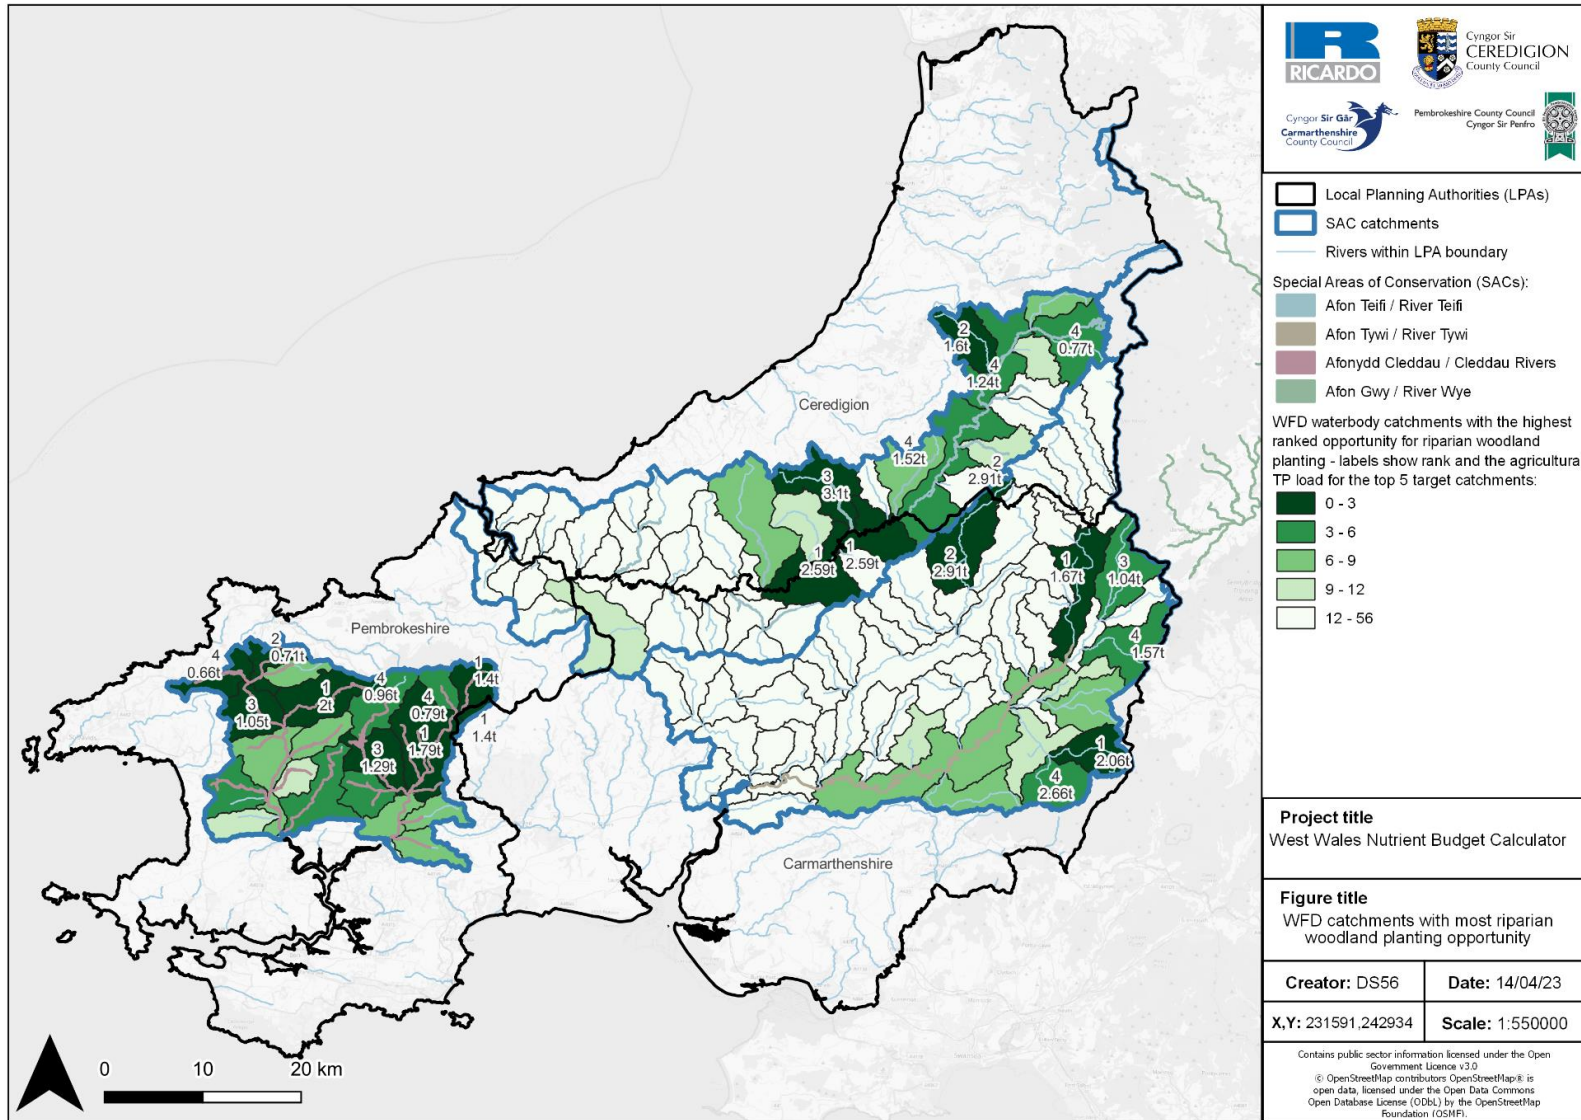 Ceredigion
Pembrokeshire
Carmarthenshire
2
1.6t
4
0.77t
4
1.24t
4
1.52t
2
2.91t
3
3.1t
1
2.59t
1
2.59t
2
2.91t
1
1.67t
3
1.04t
4
1.57t
1
2.06t
4
2.66t
4
0.66t
2
0.71t
3
1.05t
1
2t
4
0.96t
4
0.79t
1
1.4t
1
1.4t
3
1.29t
1
1.79t
0 10 20 km
RICARDO
Cyngor Sir
CEREDIGION
County Council
Cyngor Sir Gâr
Carmarthenshire
County Council
Pembrokeshire County Council
Cyngor Sir Penfro
Local Planning Authorities (LPAs)
SAC catchments
Rivers within LPA boundary
Special Areas of Conservation (SACs):
Afon Teifi / River Teifi
Afon Tywi / River Tywi
Afonydd Cleddau / Cleddau Rivers
Afon Gwy / River Wye
WFD waterbody catchments with the highest
ranked opportunity for riparian woodland
planting - labels show rank and the agricultura
TP load for the top 5 target catchments:
0 - 3
3 - 6
6 - 9
9 - 12
12 - 56
Project title
West Wales Nutrient Budget Calculator
Figure title
WFD catchments with most riparian
woodland planting opportunity
Creator: DS56 Date: 14/04/23
X,Y: 231591,242934 Scale: 1:550000
Contains public sector information licensed under the Open
Government Licence v3.0
© OpenStreetMap contributors OpenStreetMap® is
open data, licensed under the Open Data Commons
Open Database License (ODbL) by the OpenStreetMap
Foundation (OSMF).